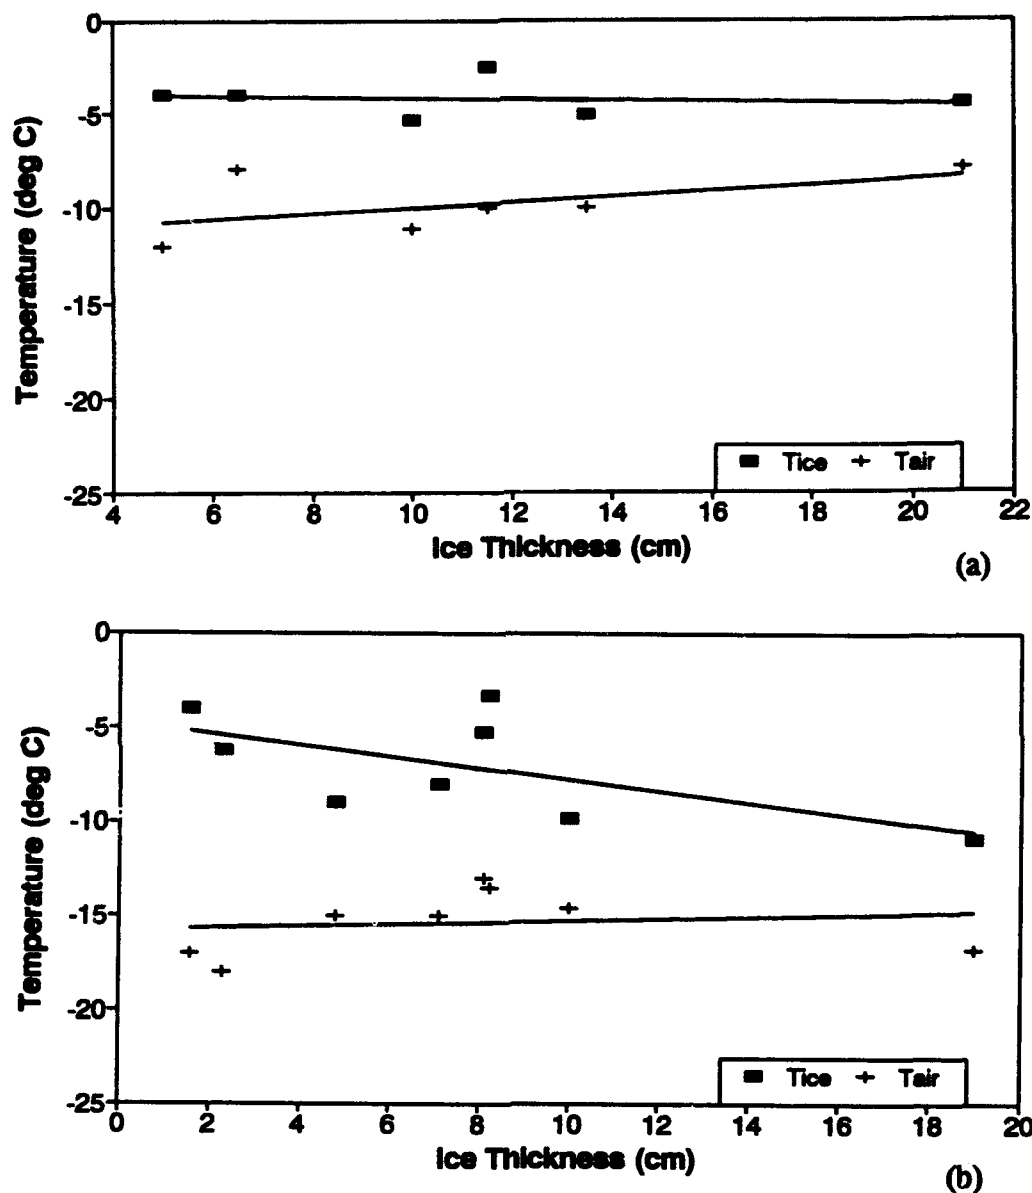 0
-5
-10
-15
-20
-25
Temperature (deg C)
Tice Tair
4 6 8 10 12 14 16 18 20 22
Ice Thickness (cm)
(a)
0
-5
-10
-15
-20
-25
Temperature (deg C)
Tice Tair
0 2 4 6 8 10 12 14 16 18 20
Ice Thickness (cm)
(b)